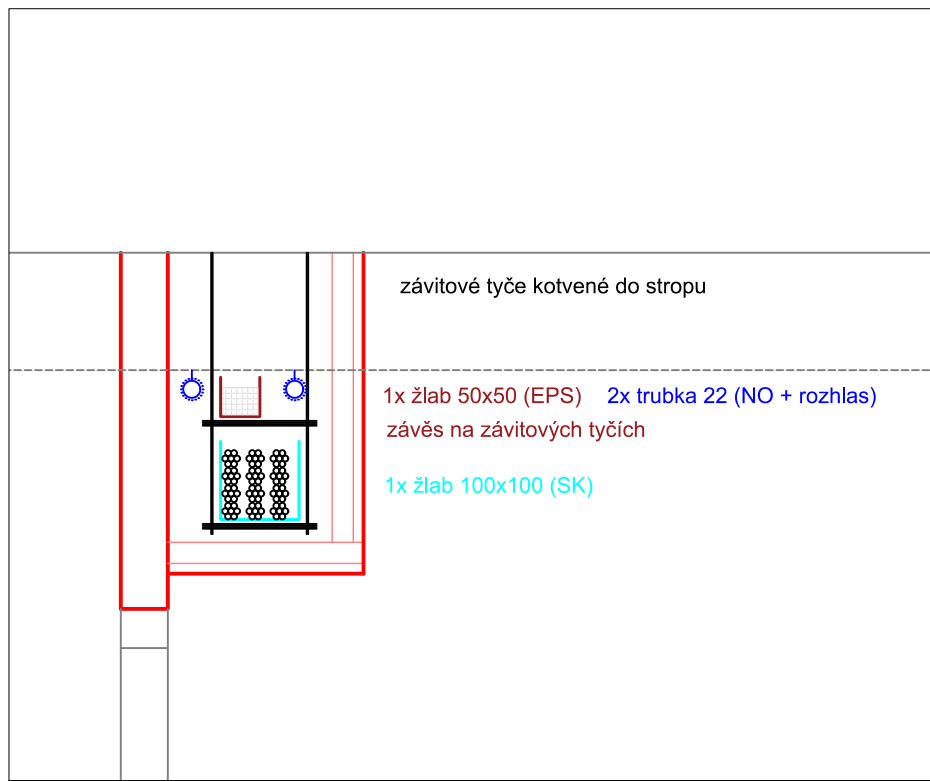 závitové tyče kotvené do stropu
1x žlab 50x50 (EPS) 2x trubka 22 (NO + rozhlas)
závěs na závitových tyčích
1x žlab 100x100 (SK)